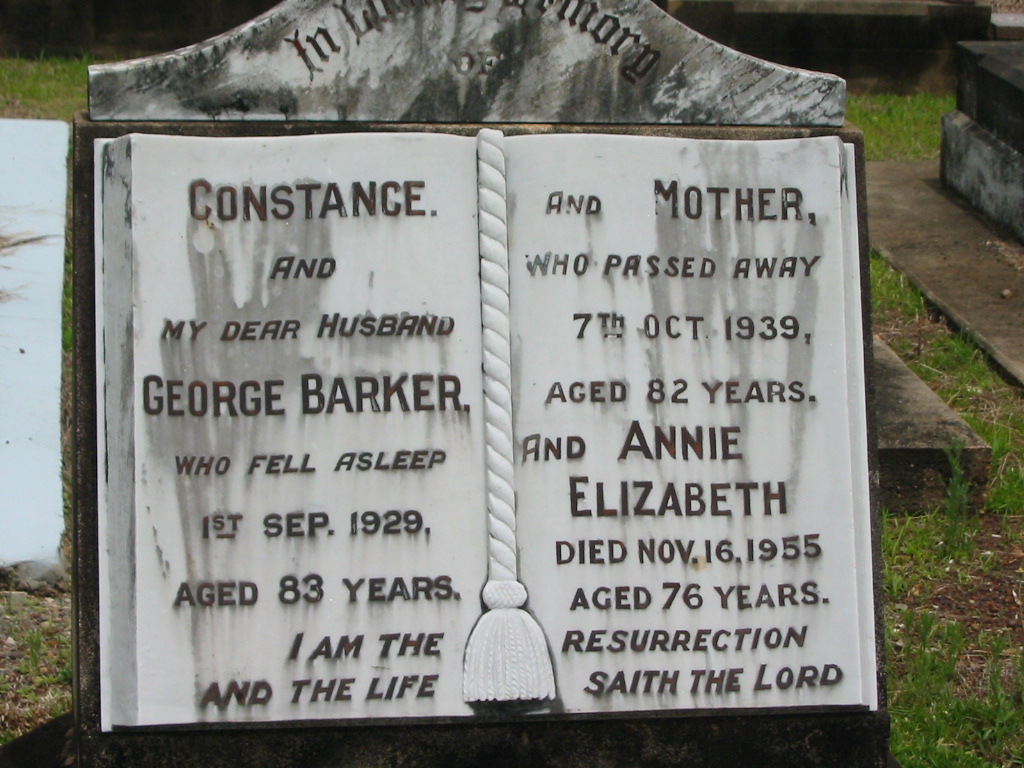 In Loving Memory
OF
CONSTANCE.
AND
MY DEAR HUSBAND
GEORGE BARKER,
WHO FELL ASLEEP
1ST SEP. 1929,
AGED 83 YEARS.
AND MOTHER,
WHO PASSED AWAY
7TH OCT. 1939,
AGED 82 YEARS.
AND ANNIE
ELIZABETH
DIED NOV. 16. 1955
AGED 76 YEARS.
I AM THE RESURRECTION
AND THE LIFE SAITH THE LORD